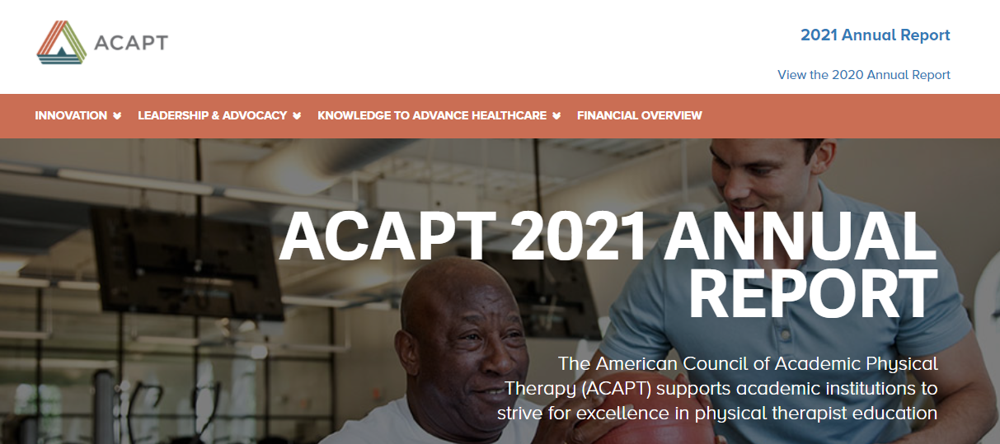 ACAPT
2021 Annual Report
View the 2020 Annual Report
INNOVATION
LEADERSHIP & ADVOCACY
KNOWLEDGE TO ADVANCE HEALTHCARE
FINANCIAL OVERVIEW
ACAPT 2021 ANNUAL
REPORT
The American Council of Academic Physical
Therapy (ACAPT) supports academic institutions to
strive for excellence in physical therapist education